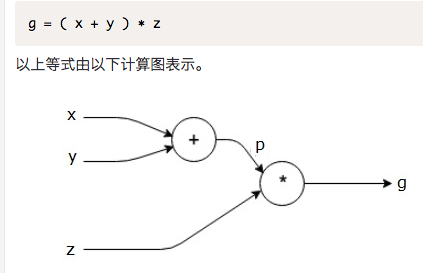 g = ( x + y ) * z
以上等式由以下计算图表示。
x
+
y
p
*
g
z